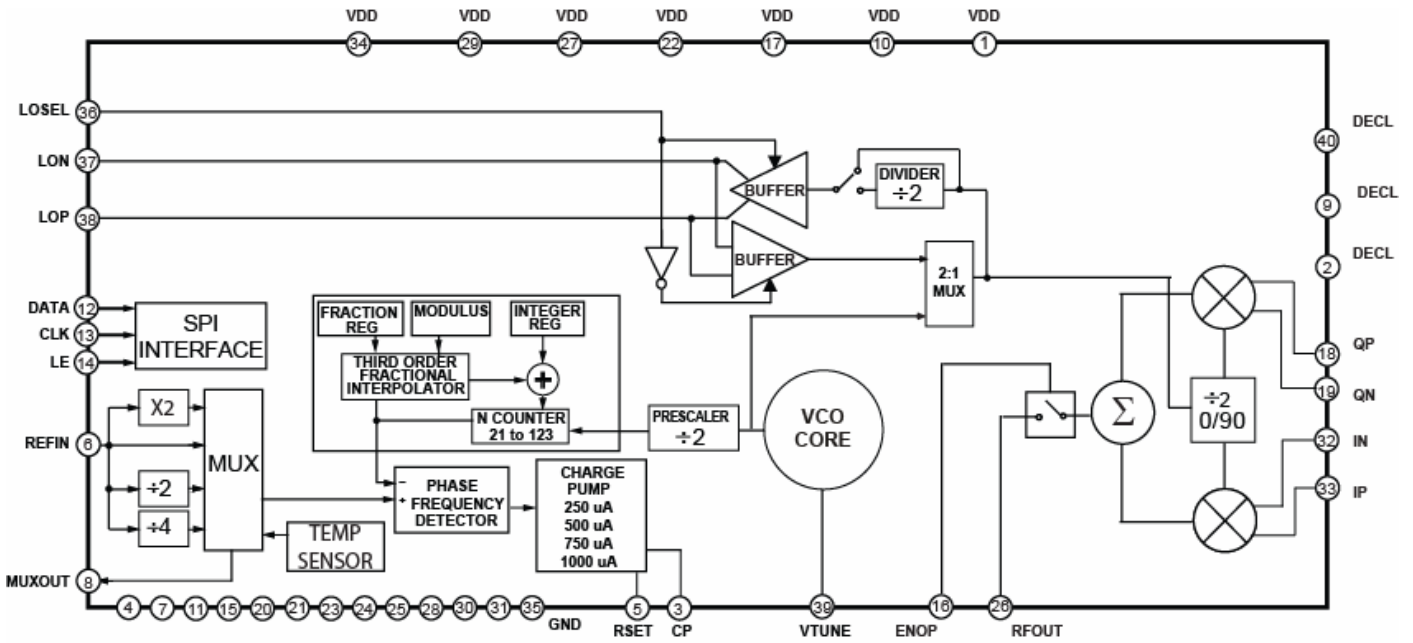 VDD VDD VDD VDD VDD VDD VDD
34 29 27 22 17 10 1
LOSEL 36
LON 37
LOP 38
DECL 40
DECL 9
DECL 2
BUFFER
DIVIDER
÷2
BUFFER
2:1
MUX
DATA 12
CLK 13
LE 14
SPI
INTERFACE
FRACTION
REG
MODULUS
INTEGER
REG
THIRD ORDER
FRACTIONAL
INTERPOLATOR
+
N COUNTER
21 to 123
PRESCALER
÷2
VCO
CORE
Σ
÷2
0/90
18 QP
19 QN
32 IN
33 IP
REFIN 6
X2
÷2
÷4
MUX
TEMP
SENSOR
− PHASE
+ FREQUENCY
DETECTOR
CHARGE
PUMP
250 uA
500 uA
750 uA
1000 uA
MUXOUT 8
4 7 11 15 20 21 23 24 25 28 30 31 35 5 3 39 16 26
GND RSET CP VTUNE ENOP RFOUT